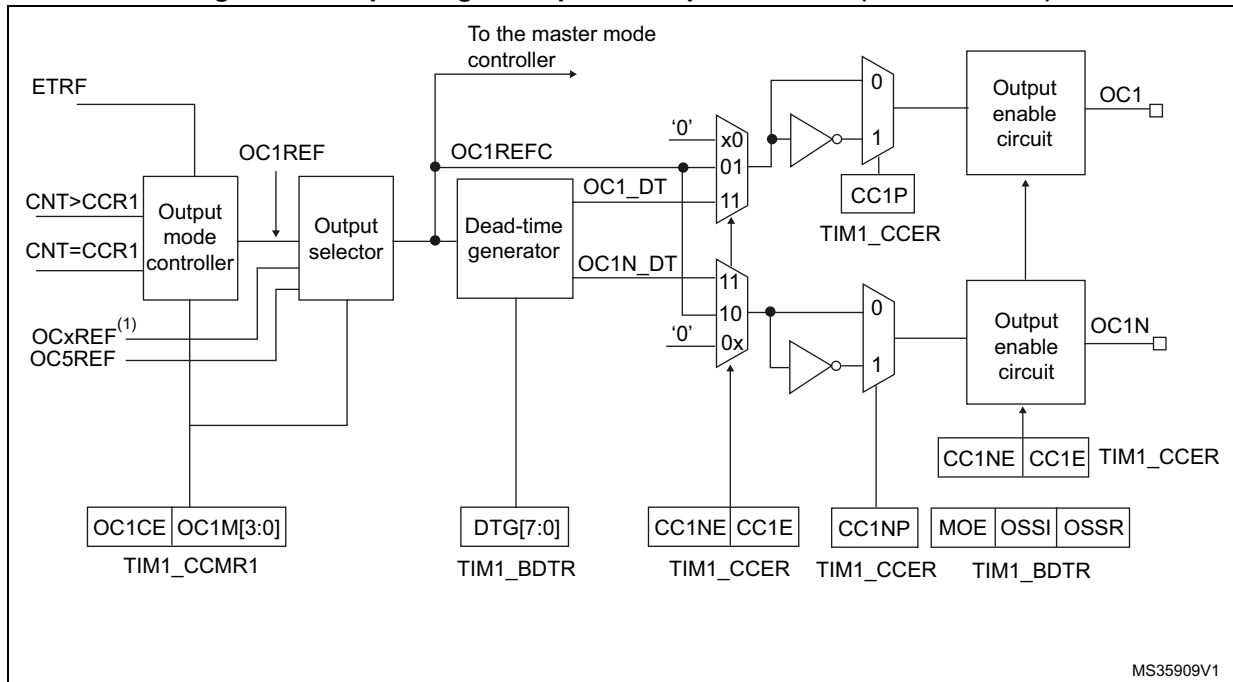 To the master mode
controller
ETRF
OC1REF
CNT>CCR1
CNT=CCR1
Output
mode
controller
Output
selector
OCxREF(1)
OC5REF
OC1REFC
Dead-time
generator
OC1_DT
OC1N_DT
'0'
x0
01
11
11
10
0x
'0'
0
1
CC1P
TIM1_CCER
0
1
Output
enable
circuit
OC1
Output
enable
circuit
OC1N
CC1NE CC1E TIM1_CCER
OC1CE OC1M[3:0]
TIM1_CCMR1
DTG[7:0]
TIM1_BDTR
CC1NE CC1E
TIM1_CCER
CC1NP
TIM1_CCER
MOE OSSI OSSR
TIM1_BDTR
MS35909V1